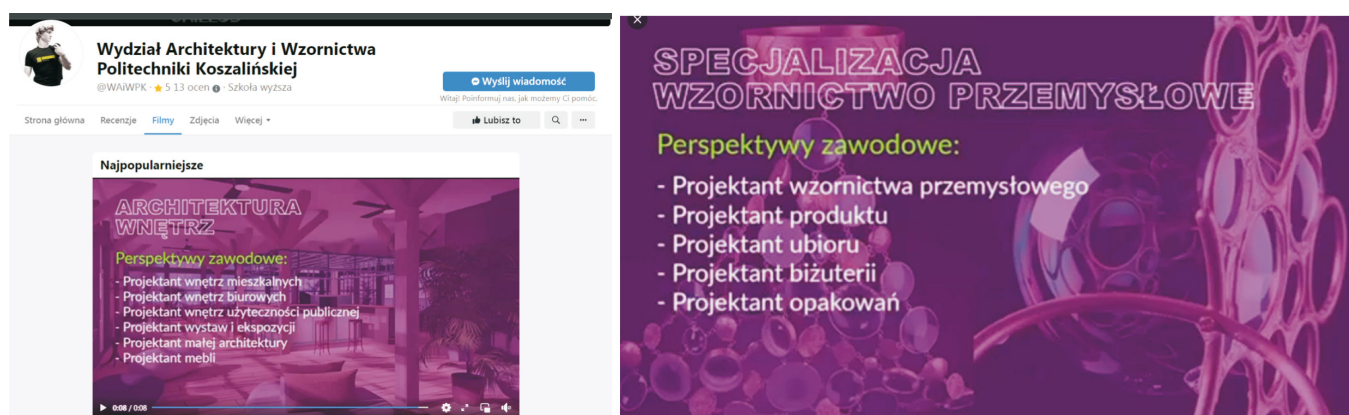 Wydział Architektury i Wzornictwa
Politechniki Koszalińskiej
@WAiWPK · 5 13 ocen · Szkoła wyższa
Wyślij wiadomość
Witaj! Poinformuj nas, jak możemy Ci pomóc.
Strona główna Recenzje Filmy Zdjęcia Więcej
Lubisz to
Najpopularniejsze
ARCHITEKTURA
WNĘTRZ
Perspektywy zawodowe:
- Projektant wnętrz mieszkalnych
- Projektant wnętrz biurowych
- Projektant wnętrz użyteczności publicznej
- Projektant wystaw i ekspozycji
- Projektant małej architektury
- Projektant mebli
0:08 / 0:08
SPECJALIZACJA
WZORNICTWO PRZEMYSŁOWE
Perspektywy zawodowe:
- Projektant wzornictwa przemysłowego
- Projektant produktu
- Projektant ubioru
- Projektant biżuterii
- Projektant opakowań